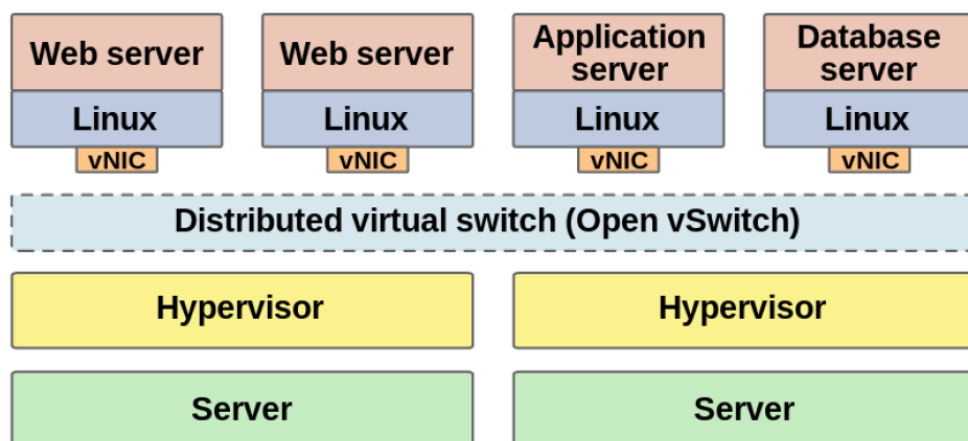 Web server
Web server
Application
server
Database
server
Linux
Linux
Linux
Linux
vNIC
vNIC
vNIC
vNIC
Distributed virtual switch (Open vSwitch)
Hypervisor
Hypervisor
Server
Server